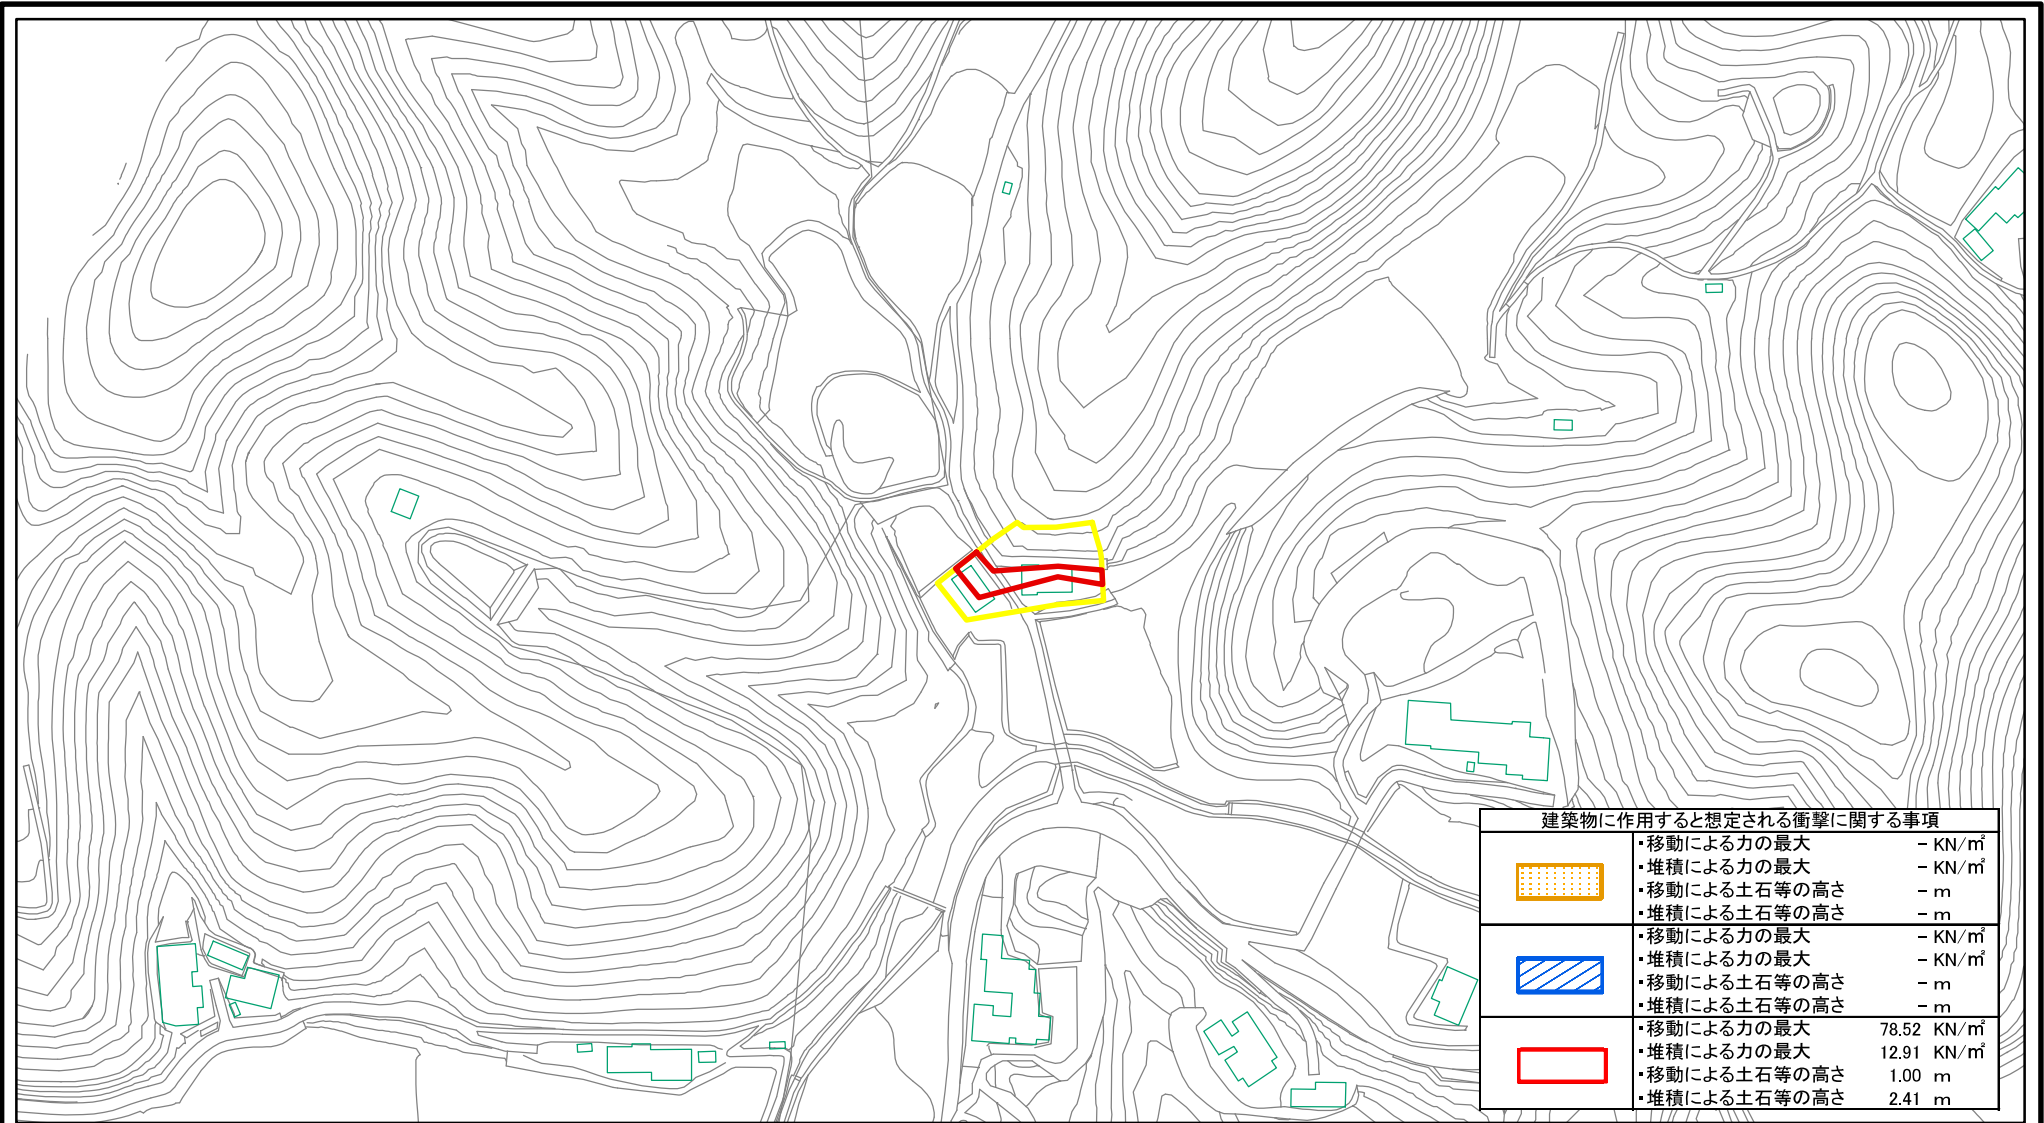 建築物に作用すると想定される衝撃に関する事項
・移動による力の最大 - KN/㎡
・堆積による力の最大 - KN/㎡
・移動による土石等の高さ - m
・堆積による土石等の高さ - m
・移動による力の最大 - KN/㎡
・堆積による力の最大 - KN/㎡
・移動による土石等の高さ - m
・堆積による土石等の高さ - m
・移動による力の最大 78.52 KN/㎡
・堆積による力の最大 12.91 KN/㎡
・移動による土石等の高さ 1.00 m
・堆積による土石等の高さ 2.41 m